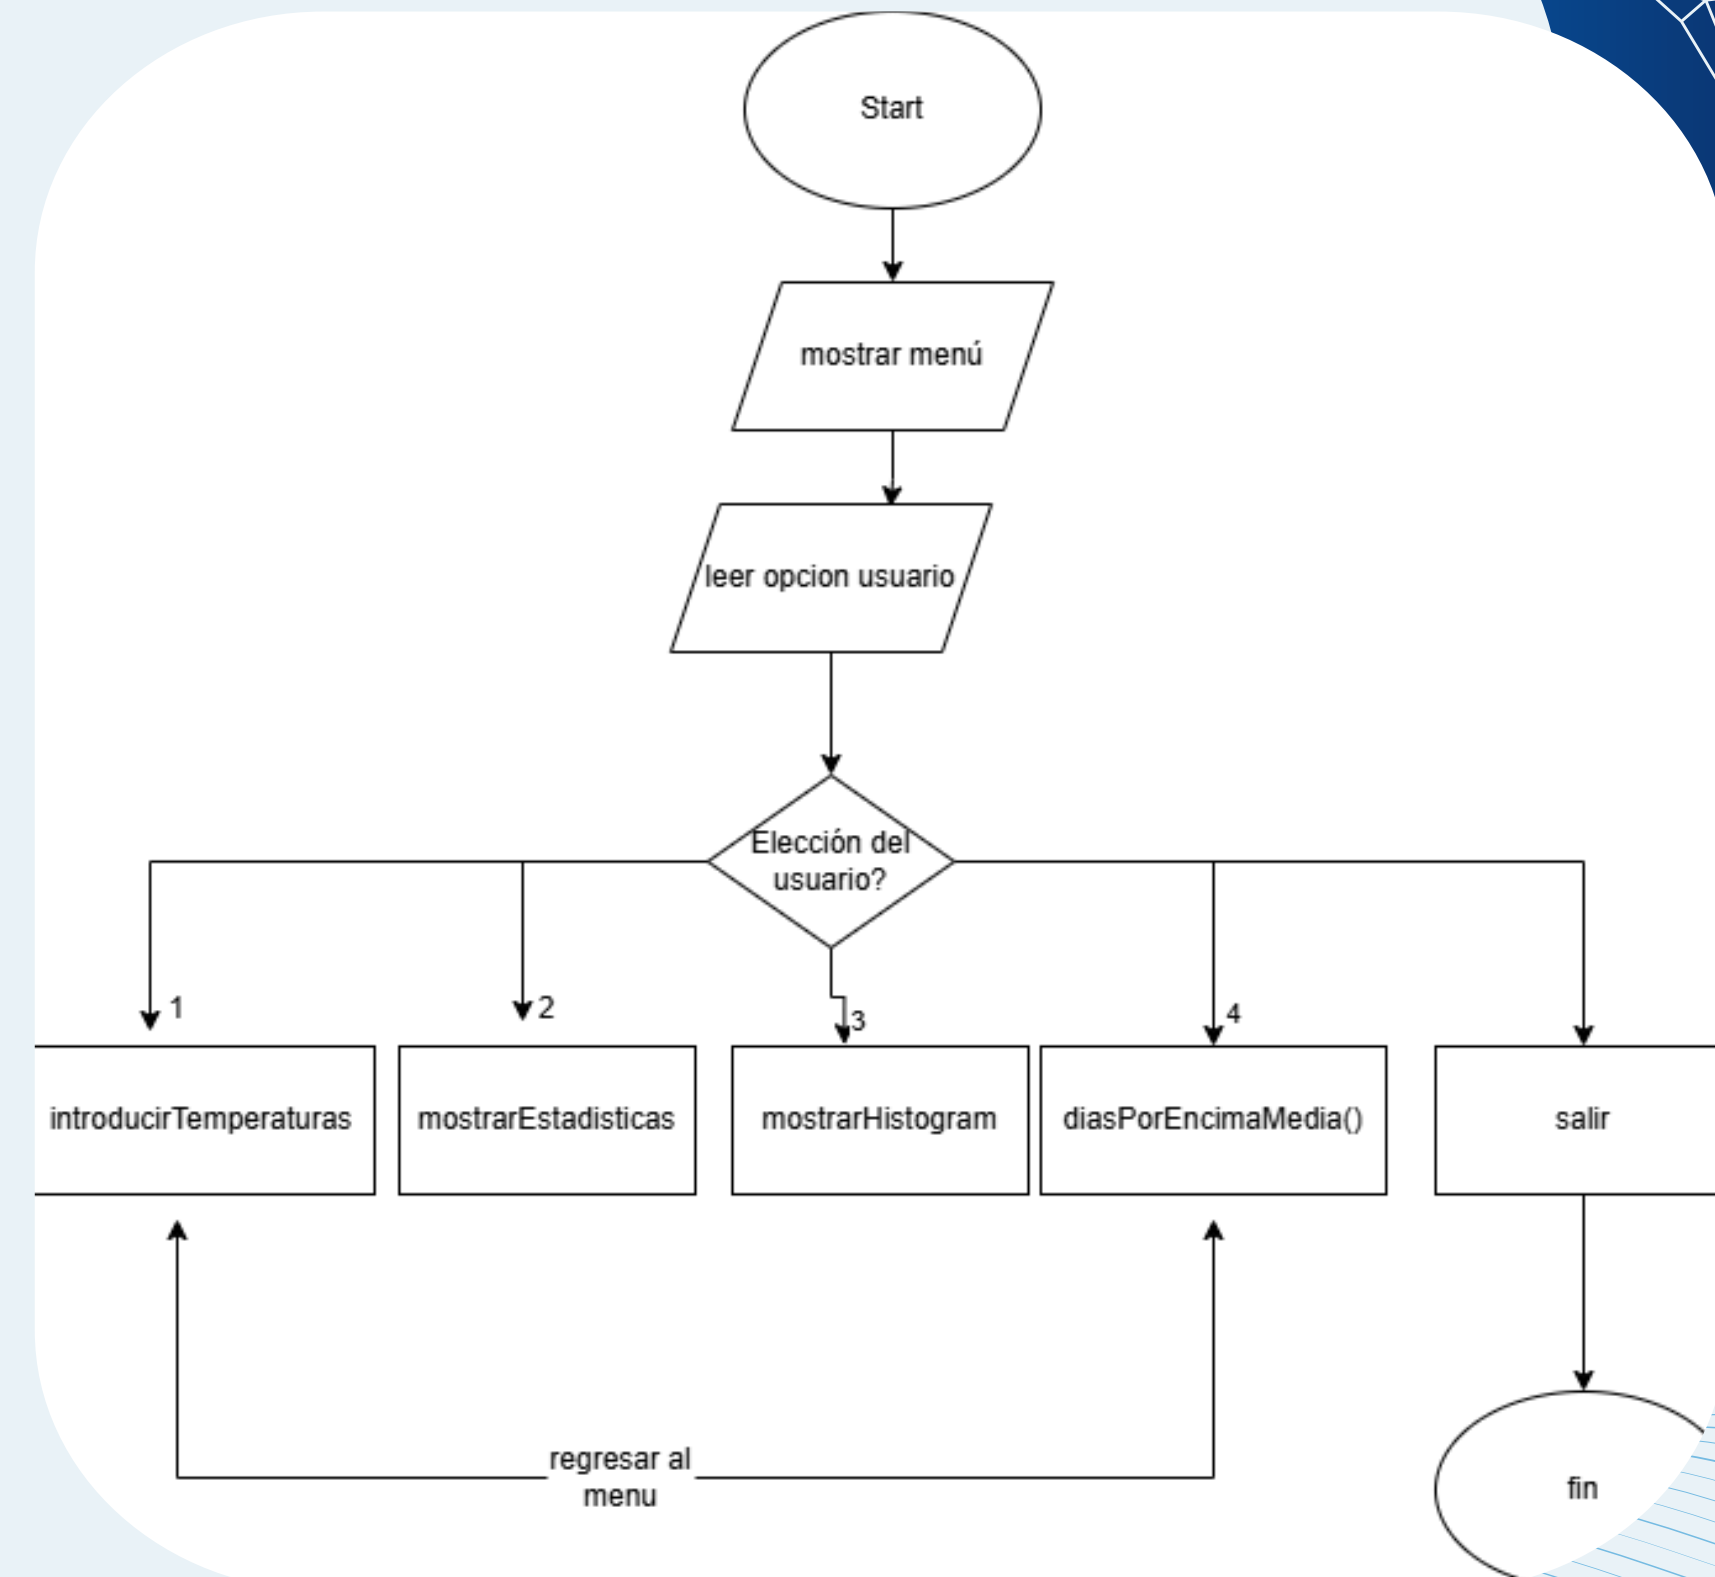 Start
mostrar menú
leer opcion usuario
Elección del
usuario?
1
2
3
4
introducirTemperaturas
mostrarEstadisticas
mostrarHistogram
diasPorEncimaMedia()
salir
regresar al
menu
fin